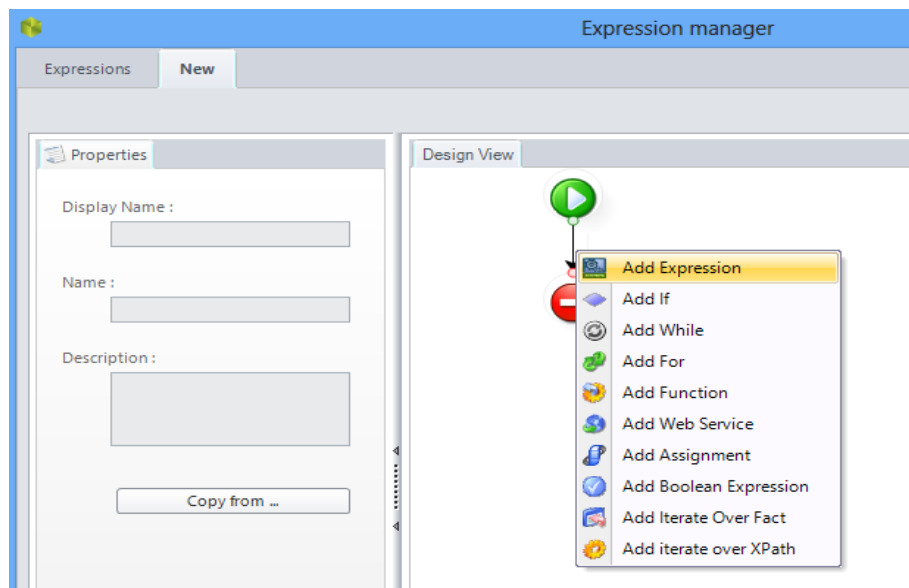 Expression manager
Expressions
New
Properties
Display Name :
Name :
Description :
Copy from ...
Design View
Add Expression
Add If
Add While
Add For
Add Function
Add Web Service
Add Assignment
Add Boolean Expression
Add Iterate Over Fact
Add iterate over XPath